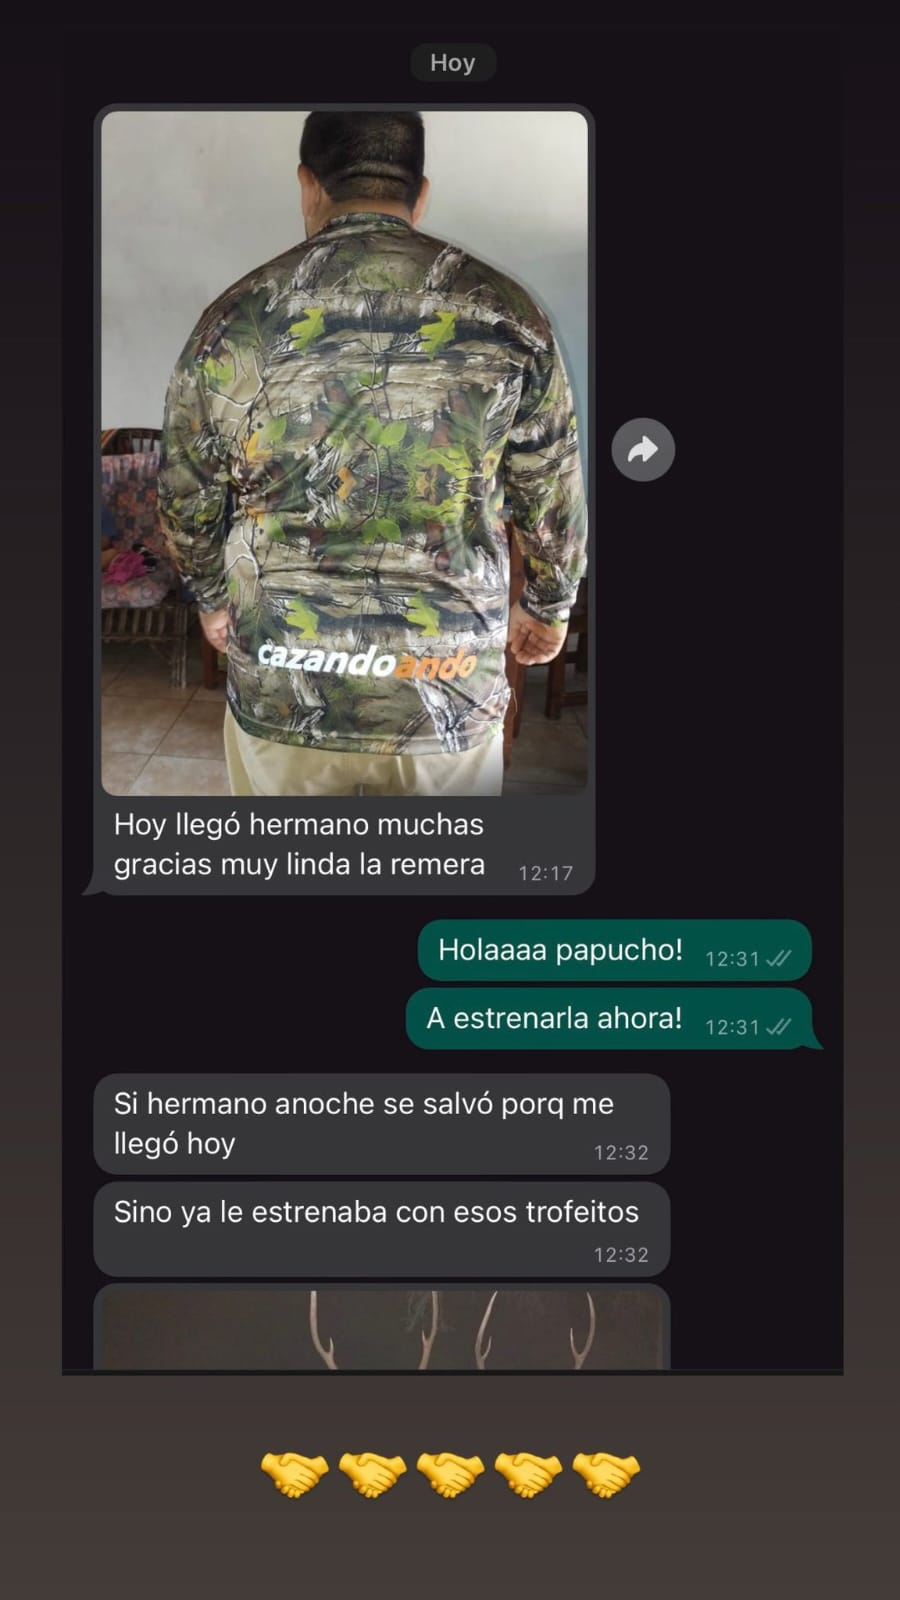 Hoy
cazandoando
Hoy llegó hermano muchas
gracias muy linda la remera 12:17
Holaaaa papucho! 12:31
A estrenarla ahora! 12:31
Si hermano anoche se salvó porq me
llegó hoy 12:32
Sino ya le estrenaba con esos trofeitos
12:32